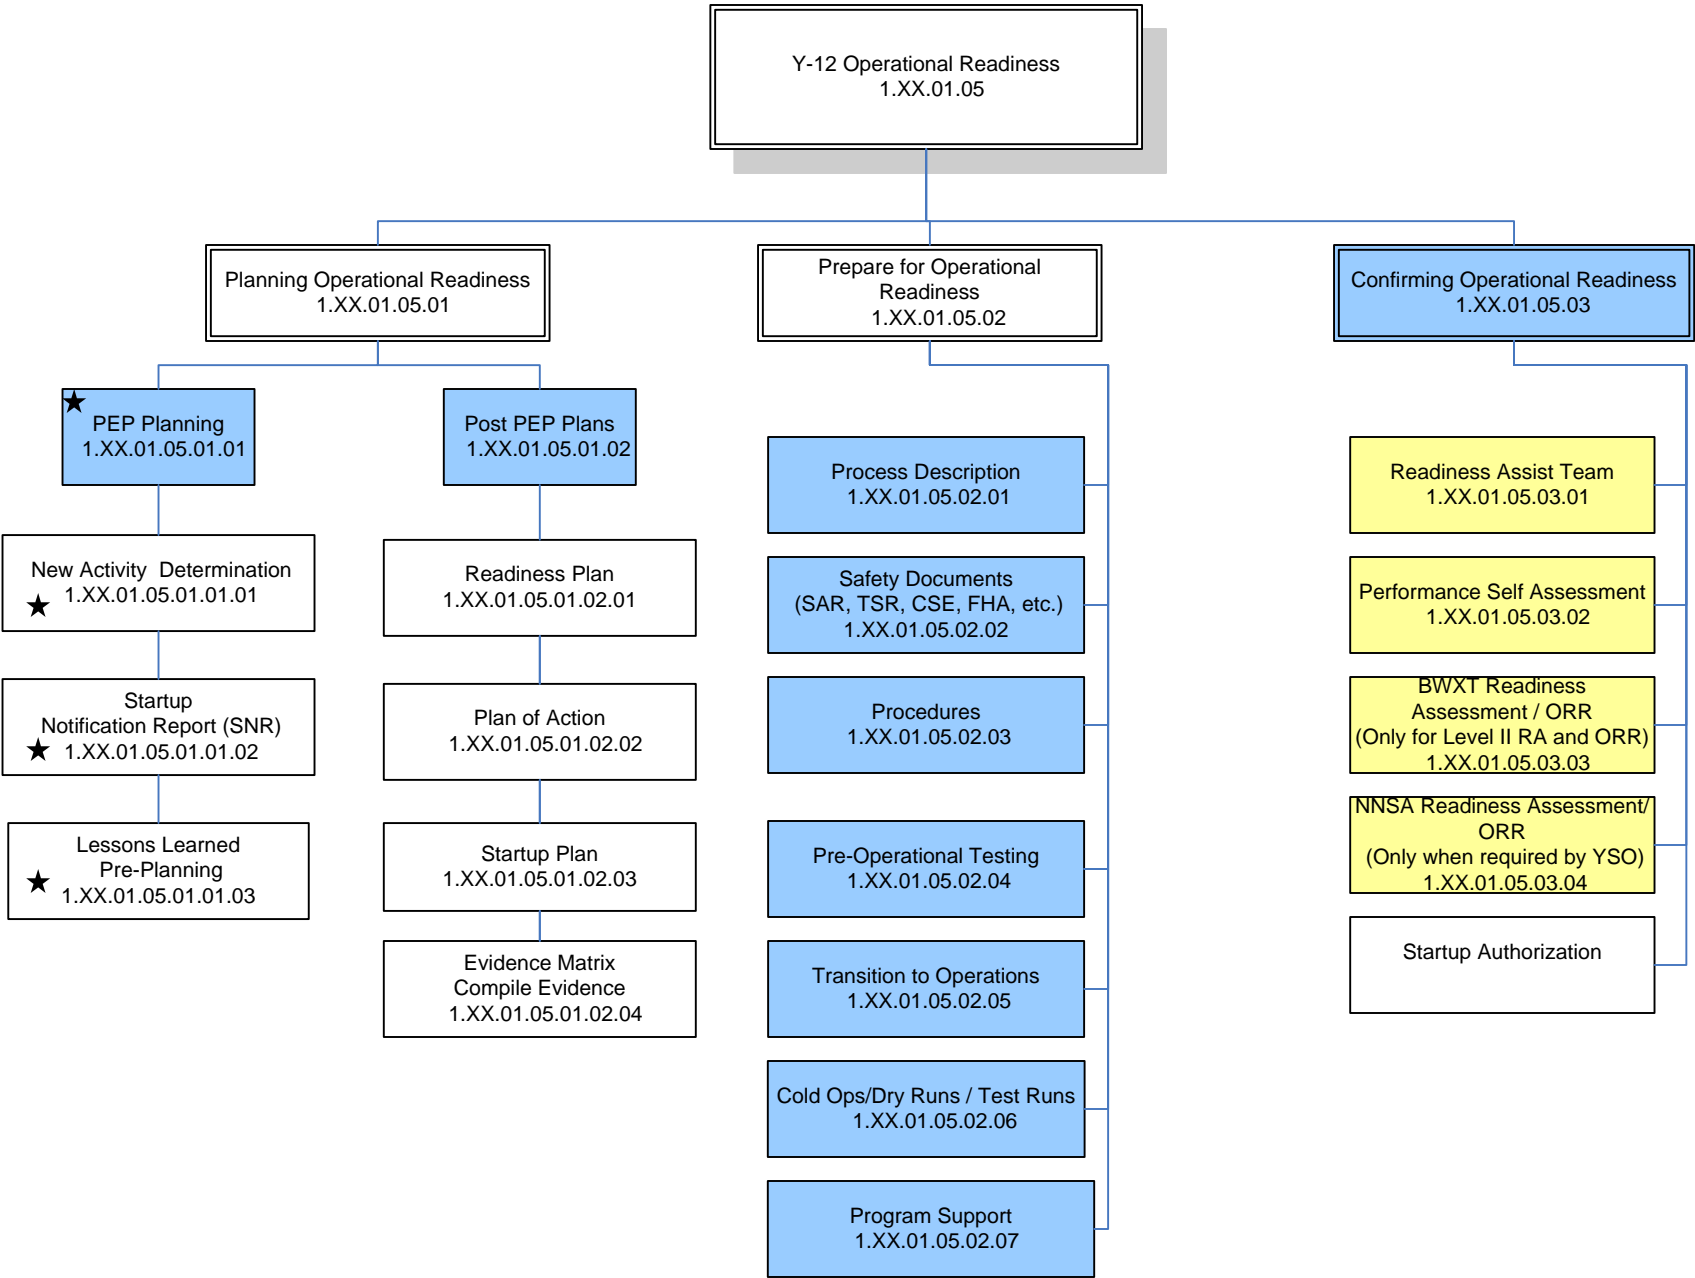 Y-12 Operational Readiness
1.XX.01.05
Planning Operational Readiness
1.XX.01.05.01
Prepare for Operational
Readiness
1.XX.01.05.02
Confirming Operational Readiness
1.XX.01.05.03
PEP Planning
1.XX.01.05.01.01
New Activity Determination
1.XX.01.05.01.01.01
Startup
Notification Report (SNR)
1.XX.01.05.01.01.02
Lessons Learned
Pre-Planning
1.XX.01.05.01.01.03
Post PEP Plans
1.XX.01.05.01.02
Readiness Plan
1.XX.01.05.01.02.01
Plan of Action
1.XX.01.05.01.02.02
Startup Plan
1.XX.01.05.01.02.03
Evidence Matrix
Compile Evidence
1.XX.01.05.01.02.04
Process Description
1.XX.01.05.02.01
Safety Documents
(SAR, TSR, CSE, FHA, etc.)
1.XX.01.05.02.02
Procedures
1.XX.01.05.02.03
Pre-Operational Testing
1.XX.01.05.02.04
Transition to Operations
1.XX.01.05.02.05
Cold Ops/Dry Runs / Test Runs
1.XX.01.05.02.06
Program Support
1.XX.01.05.02.07
Readiness Assist Team
1.XX.01.05.03.01
Performance Self Assessment
1.XX.01.05.03.02
BWXT Readiness
Assessment / ORR
(Only for Level II RA and ORR)
1.XX.01.05.03.03
NNSA Readiness Assessment/
ORR
(Only when required by YSO)
1.XX.01.05.03.04
Startup Authorization